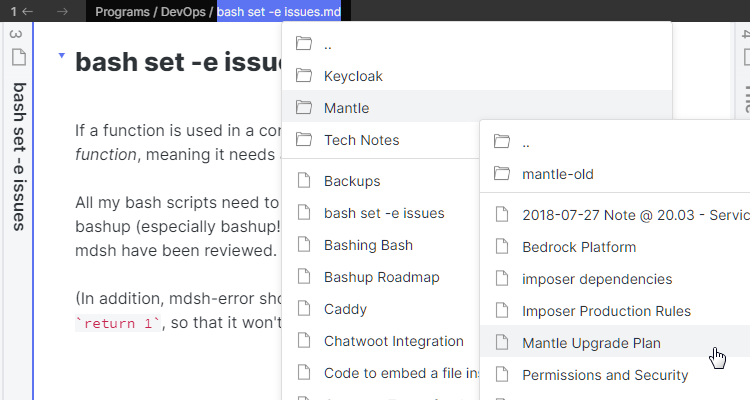 1
Programs / DevOps / bash set -e issues.md
3
bash set -e issues
bash set -e issu
If a function is used in a con
function, meaning it needs
All my bash scripts need to
bashup (especially bashup!
mdsh have been reviewed.
(In addition, mdsh-error sho
`return 1`, so that it won't
..
Keycloak
Mantle
Tech Notes
Backups
bash set -e issues
Bashing Bash
Bashup Roadmap
Caddy
Chatwoot Integration
Code to embed a file in
..
mantle-old
2018-07-27 Note @ 20.03 - Servic
Bedrock Platform
imposer dependencies
Imposer Production Rules
Mantle Upgrade Plan
Permissions and Security
4